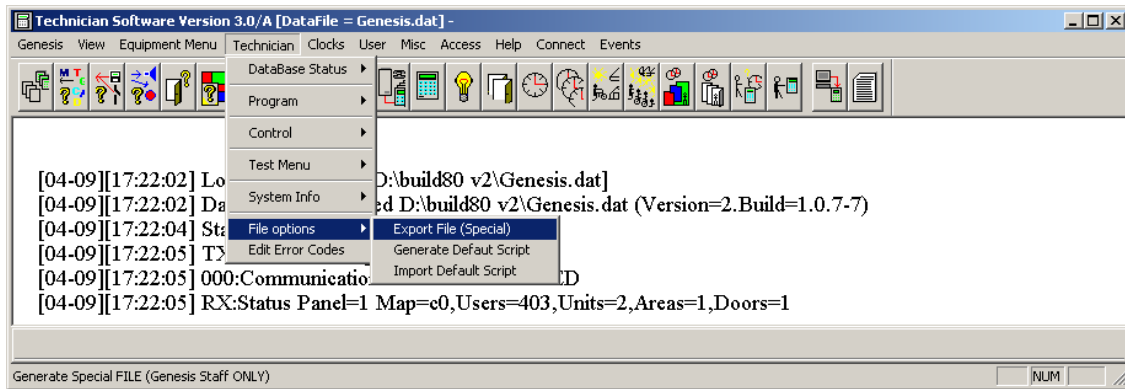 Technician Software Version 3.0/A [DataFile = Genesis.dat] -
Genesis View Equipment Menu Technician Clocks User Misc Access Help Connect Events
DataBase Status
Program
Control
Test Menu
System Info
File options
Edit Error Codes
Export File (Special)
Generate Defaut Script
Import Default Script
[04-09][17:22:02] Lo D:\build80 v2\Genesis.dat]
[04-09][17:22:02] Da ed D:\build80 v2\Genesis.dat (Version=2.Build=1.0.7-7)
[04-09][17:22:04] Sta
[04-09][17:22:05] TX
[04-09][17:22:05] 000:Communicatio ED
[04-09][17:22:05] RX:Status Panel=1 Map=c0,Users=403,Units=2,Areas=1,Doors=1
Generate Special FILE (Genesis Staff ONLY) NUM